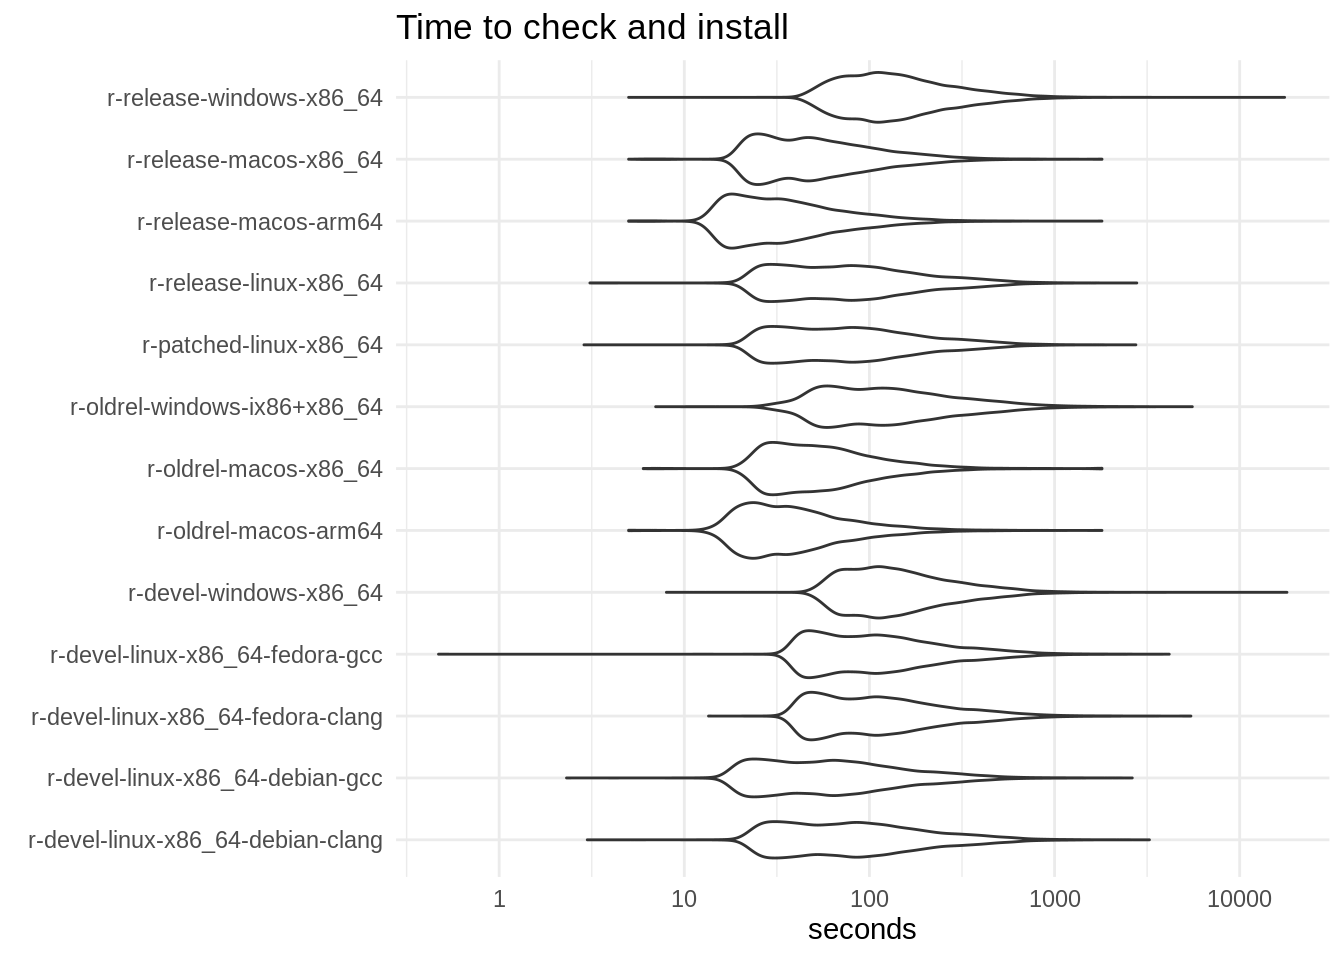 Time to check and install
r-release-windows-x86_64
r-release-macos-x86_64
r-release-macos-arm64
r-release-linux-x86_64
r-patched-linux-x86_64
r-oldrel-windows-ix86+x86_64
r-oldrel-macos-x86_64
r-oldrel-macos-arm64
r-devel-windows-x86_64
r-devel-linux-x86_64-fedora-gcc
r-devel-linux-x86_64-fedora-clang
r-devel-linux-x86_64-debian-gcc
r-devel-linux-x86_64-debian-clang
1 10 100 1000 10000
seconds